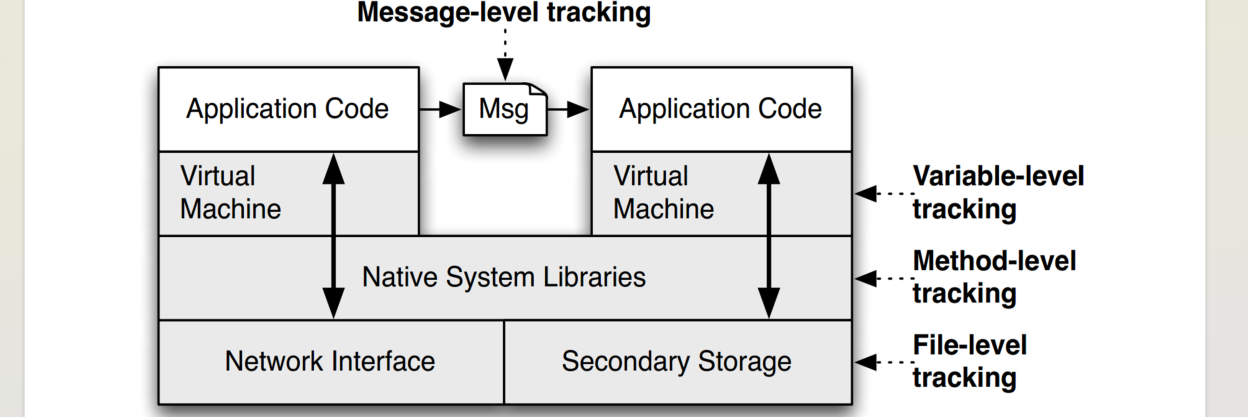 Message-level tracking
Application Code
Msg
Application Code
Virtual
Machine
Virtual
Machine
Variable-level
tracking
Native System Libraries
Method-level
tracking
Network Interface
Secondary Storage
File-level
tracking